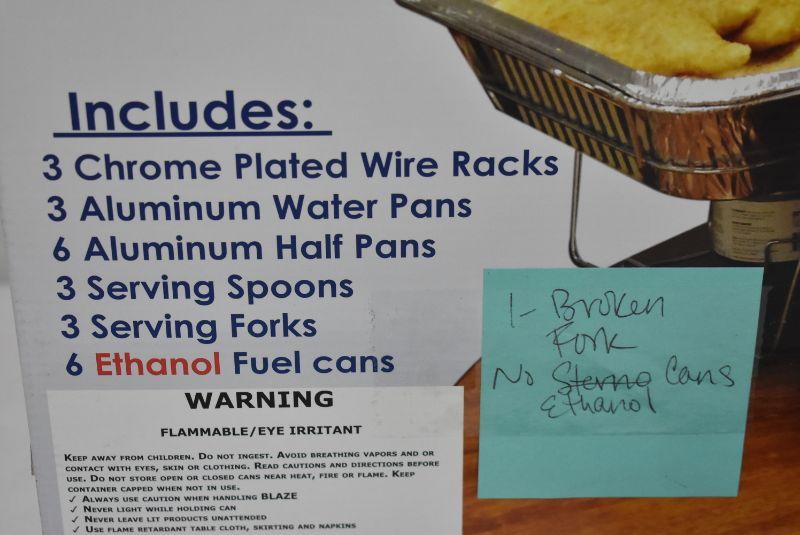 Includes:
3 Chrome Plated Wire Racks
3 Aluminum Water Pans
6 Aluminum Half Pans
3 Serving Spoons
3 Serving Forks
6 Ethanol Fuel cans
WARNING
FLAMMABLE/EYE IRRITANT
KEEP AWAY FROM CHILDREN. DO NOT INGEST. AVOID BREATHING VAPORS AND OR
CONTACT WITH EYES, SKIN OR CLOTHING. READ CAUTIONS AND DIRECTIONS BEFORE
USE. DO NOT STORE OPEN OR CLOSED CANS NEAR HEAT, FIRE OR FLAME. KEEP
CONTAINER CAPPED WHEN NOT IN USE.
✓ ALWAYS USE CAUTION WHEN HANDLING BLAZE
✓ NEVER LIGHT WHILE HOLDING CAN
✓ NEVER LEAVE LIT PRODUCTS UNATTENDED
✓ USE FLAME RETARDANT TABLE CLOTH, SKIRTING AND NAPKINS
1- Broken
Fork
No Sterno Cans
Ethanol